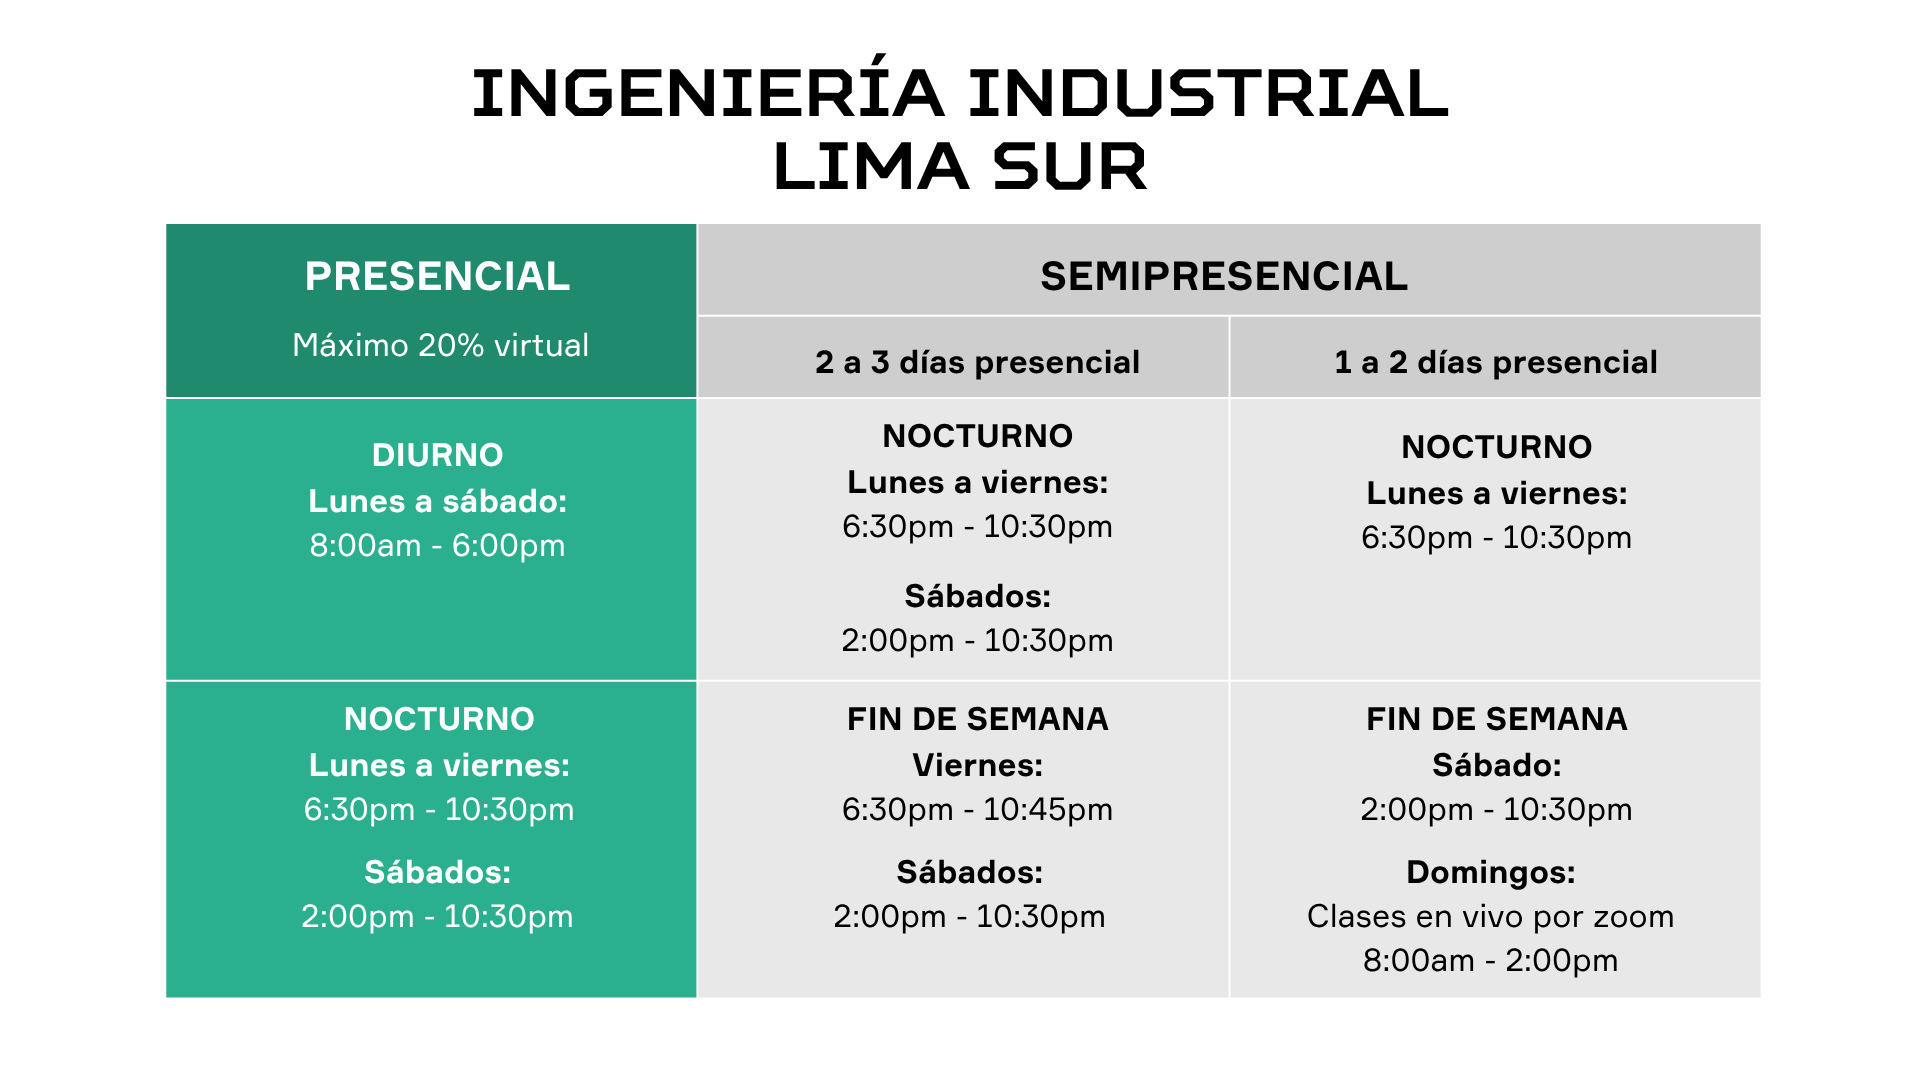 INGENIERÍA INDUSTRIAL
LIMA SUR
PRESENCIAL
Máximo 20% virtual
SEMIPRESENCIAL
2 a 3 días presencial
1 a 2 días presencial
DIURNO
Lunes a sábado:
8:00am - 6:00pm
NOCTURNO
Lunes a viernes:
6:30pm - 10:30pm
Sábados:
2:00pm - 10:30pm
NOCTURNO
Lunes a viernes:
6:30pm - 10:30pm
NOCTURNO
Lunes a viernes:
6:30pm - 10:30pm
Sábados:
2:00pm - 10:30pm
FIN DE SEMANA
Viernes:
6:30pm - 10:45pm
Sábados:
2:00pm - 10:30pm
FIN DE SEMANA
Sábado:
2:00pm - 10:30pm
Domingos:
Clases en vivo por zoom
8:00am - 2:00pm